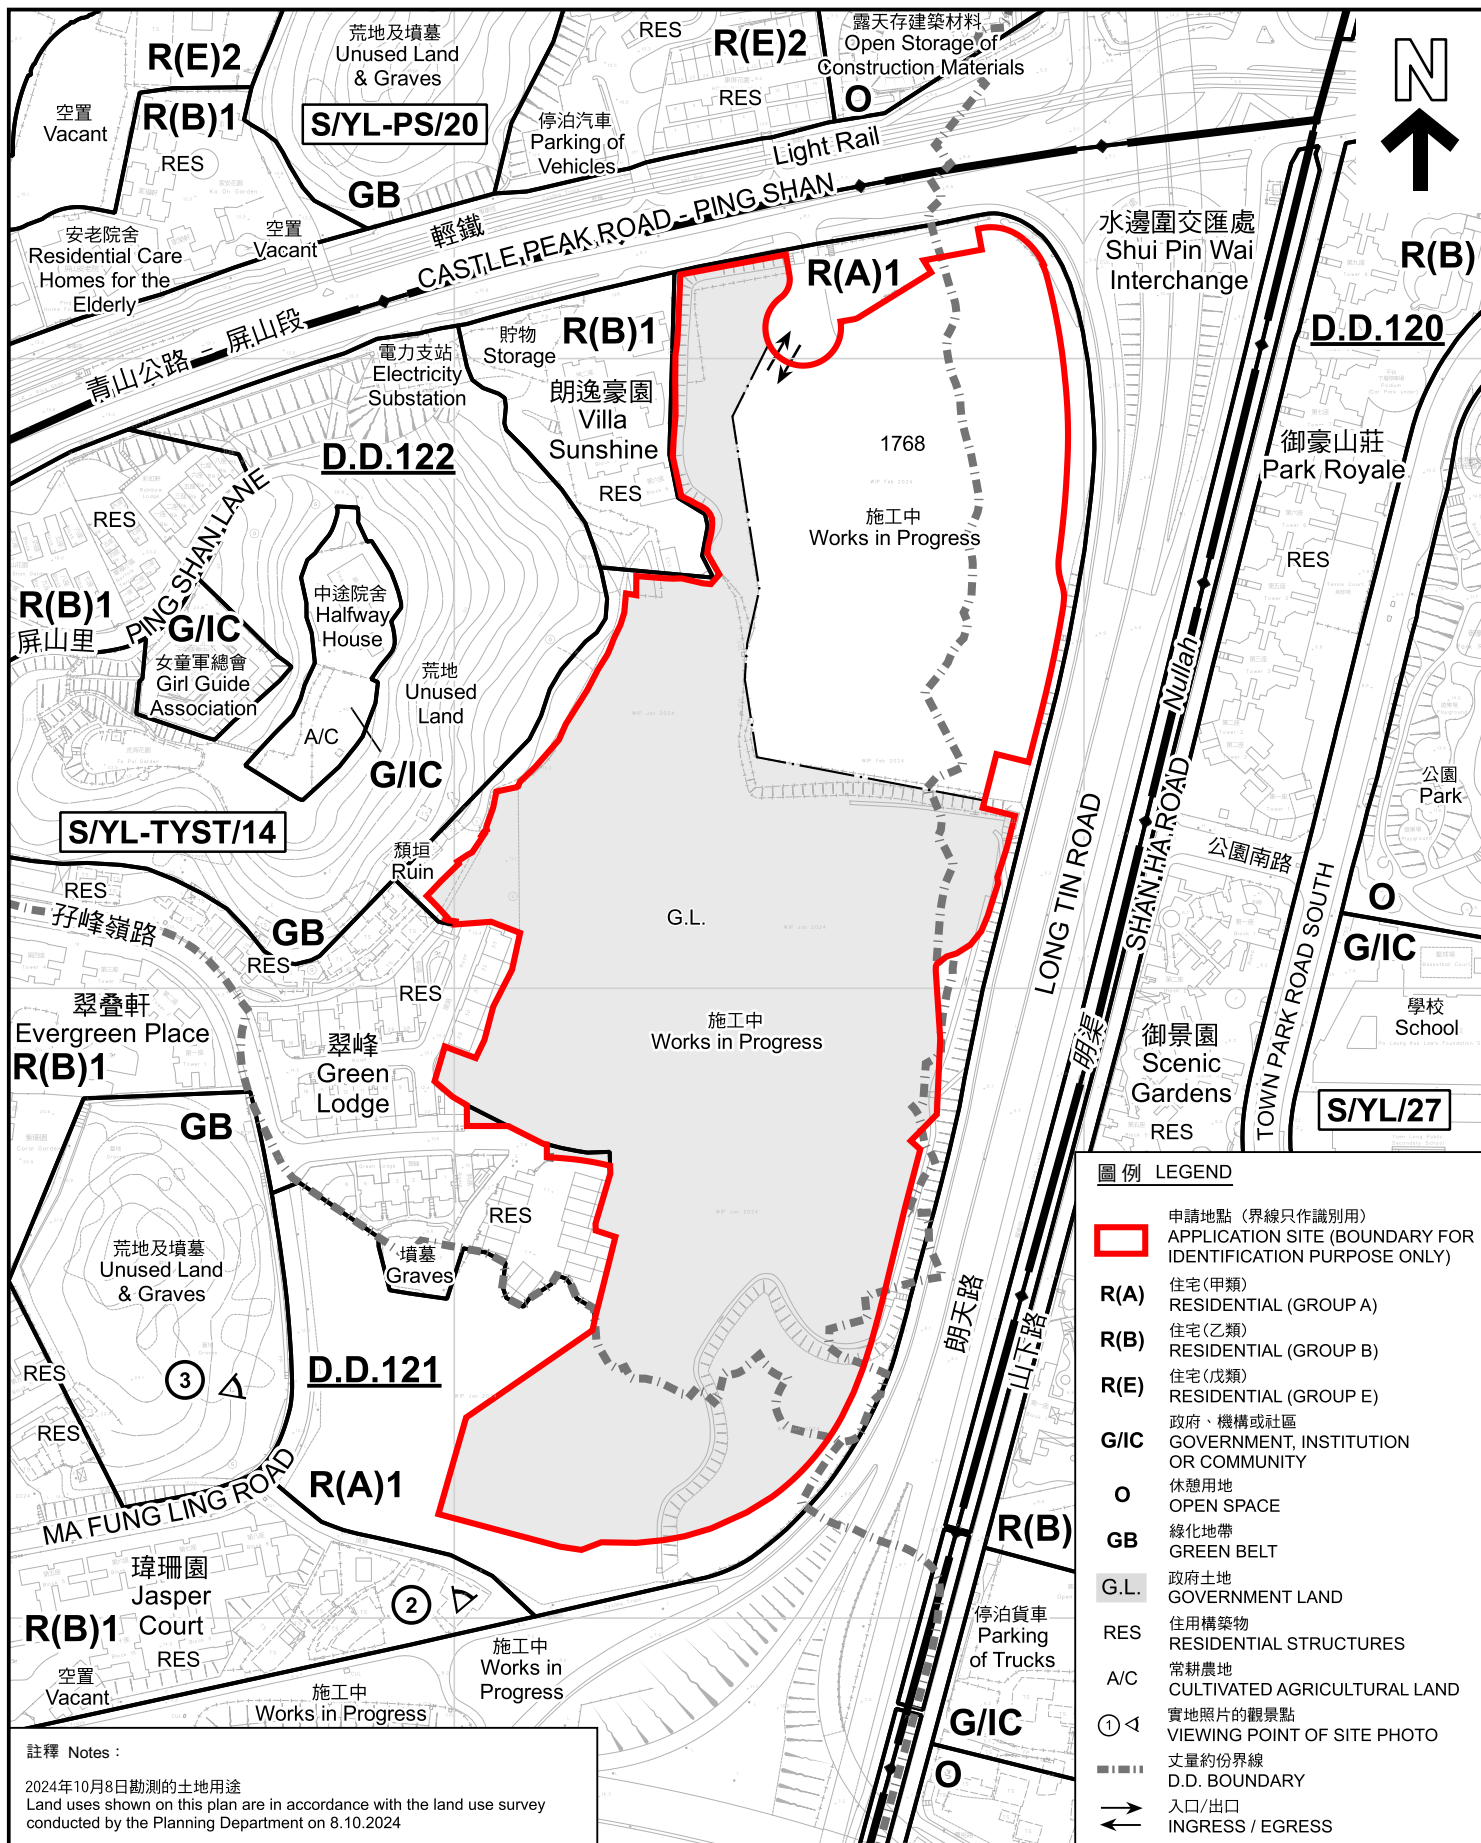 荒地及墳墓
Unused Land
& Graves
R(E)2
RES
R(E)2
露天存建築材料
Open Storage of
Construction Materials
N
空置
Vacant
R(B)1
RES
S/YL-PS/20
停泊汽車
Parking of
Vehicles
RES
O
輕鐵
Light Rail
GB
安老院舍
Residential Care
Homes for the
Elderly
空置
Vacant
青山公路 - 屏山段
CASTLE PEAK ROAD - PING SHAN
R(A)1
水邊圍交匯處
Shui Pin Wai
Interchange
R(B)
D.D.120
電力支站
Electricity
Substation
貯物
Storage
R(B)1
朗逸豪園
Villa
Sunshine
RES
D.D.122
1768
施工中
Works in Progress
御豪山莊
Park Royale
RES
RES
PING SHAN LANE
R(B)1
屏山里
G/IC
女童軍總會
Girl Guide
Association
中途院舍
Halfway
House
荒地
Unused
Land
A/C
G/IC
Nullah
公園
Park
S/YL-TYST/14
頹垣
Ruin
RES
孖峰嶺路
GB
RES
G.L.
LONG TIN ROAD
SHAN HA ROAD
公園南路
O
TOWN PARK ROAD SOUTH
G/IC
翠疊軒
Evergreen Place
R(B)1
RES
翠峰
Green
Lodge
施工中
Works in Progress
明渠
御景園
Scenic
Gardens
RES
學校
School
S/YL/27
GB
RES
墳墓
Graves
荒地及墳墓
Unused Land
& Graves
RES
3
D.D.121
朗天路
山下路
RES
R(A)1
MA FUNG LING ROAD
瑋珊園
Jasper
Court
R(B)1
RES
空置
Vacant
2
施工中
Works in
Progress
施工中
Works in Progress
R(B)
停泊貨車
Parking
of Trucks
G/IC
O
圖例 LEGEND
申請地點（界線只作識別用）
APPLICATION SITE (BOUNDARY FOR
IDENTIFICATION PURPOSE ONLY)
R(A)
住宅(甲類)
RESIDENTIAL (GROUP A)
R(B)
住宅(乙類)
RESIDENTIAL (GROUP B)
R(E)
住宅(戊類)
RESIDENTIAL (GROUP E)
G/IC
政府、機構或社區
GOVERNMENT, INSTITUTION
OR COMMUNITY
O
休憩用地
OPEN SPACE
GB
綠化地帶
GREEN BELT
G.L.
政府土地
GOVERNMENT LAND
RES
住用構築物
RESIDENTIAL STRUCTURES
A/C
常耕農地
CULTIVATED AGRICULTURAL LAND
1
實地照片的觀景點
VIEWING POINT OF SITE PHOTO
丈量約份界線
D.D. BOUNDARY
入口/出口
INGRESS / EGRESS
註釋 Notes：
2024年10月8日勘測的土地用途
Land uses shown on this plan are in accordance with the land use survey
conducted by the Planning Department on 8.10.2024